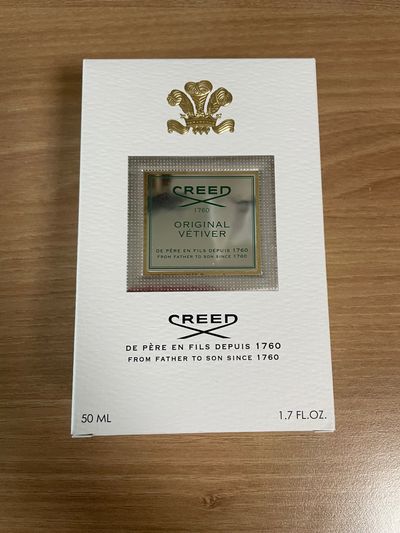 CREED
1760
ORIGINAL
VÉTIVER
DE PÈRE EN FILS DEPUIS 1760
FROM FATHER TO SON SINCE 1760
CREED
DE PÈRE EN FILS DEPUIS 1760
FROM FATHER TO SON SINCE 1760
50 ML 1.7 FL.OZ.